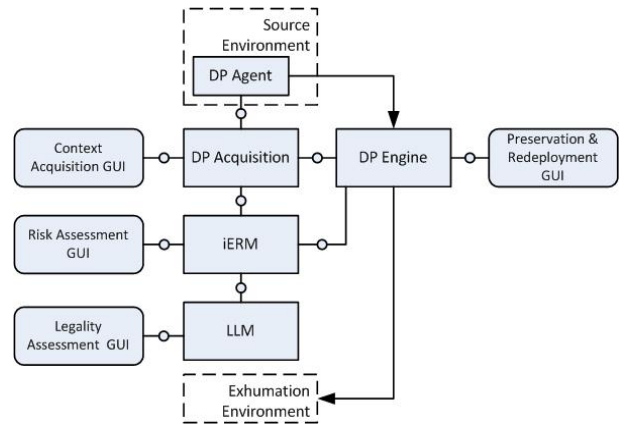 Source
Environment
DP Agent
Context
Acquisition GUI
DP Acquisition
DP Engine
Preservation &
Redeployment
GUI
Risk Assessment
GUI
iERM
Legality
Assessment GUI
LLM
Exhumation
Environment